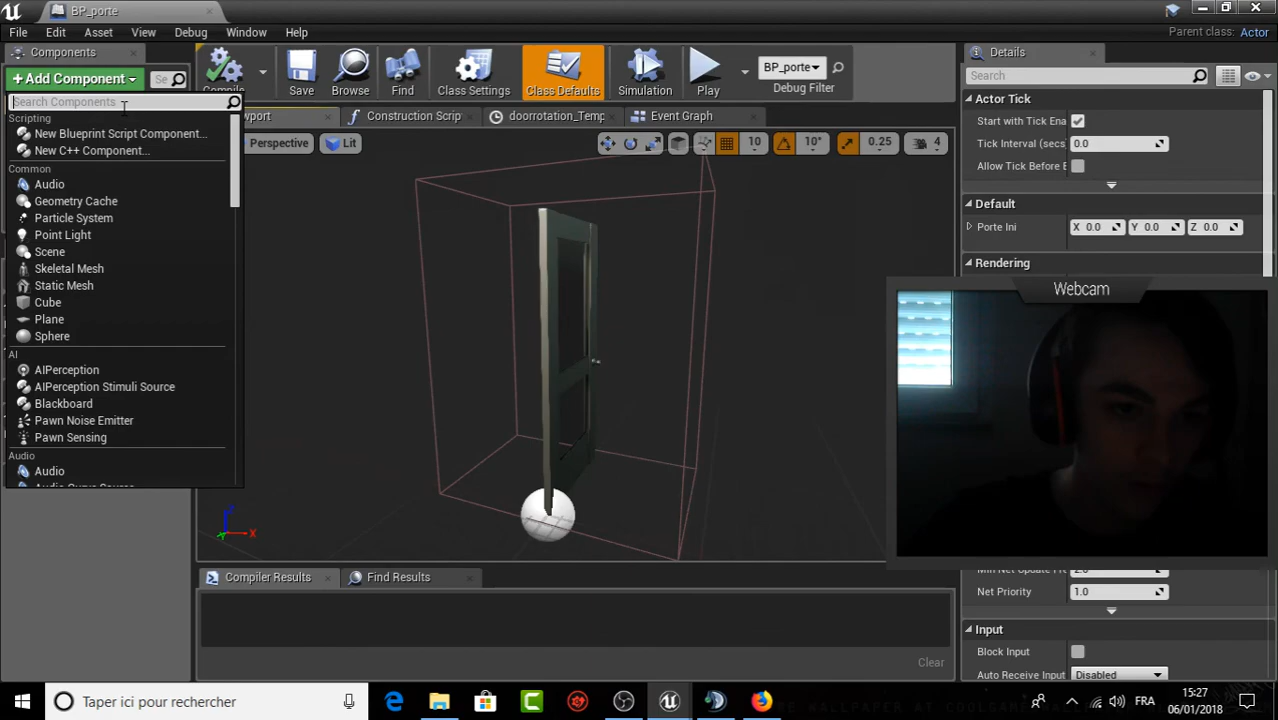 BP_porte
File Edit Asset View Debug Window Help
Parent class: Actor
Components
Details
+Add Component
Se
Compile
Save
Browse
Find
Class Settings
Class Defaults
Simulation
Play
BP_porte
Debug Filter
Search
Search Components
Actor Tick
Scripting
wport
Construction Scrip
doorrotation_Temp
Event Graph
Start with Tick Ena
New Blueprint Script Component...
Perspective
Lit
10
10°
0.25
4
Tick Interval (secs
0.0
New C++ Component...
Common
Allow Tick Before E
Audio
Geometry Cache
Default
Particle System
Porte Ini
X 0.0
Y 0.0
Z 0.0
Point Light
Scene
Rendering
Skeletal Mesh
Static Mesh
Webcam
Cube
Plane
Sphere
AI
AIPerception
AIPerception Stimuli Source
Blackboard
Pawn Noise Emitter
Pawn Sensing
Audio
Audio
Z
X
Y
Compiler Results
Find Results
Net Priority
1.0
Input
Block Input
Clear
Auto Receive Input
Disabled
Taper ici pour rechercher
FRA
15:27
06/01/2018